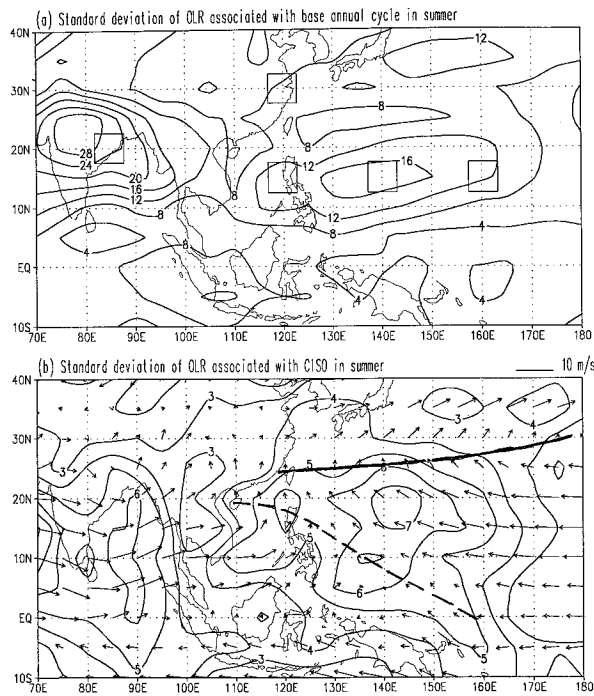 (a) Standard deviation of OLR associated with base annual cycle in summer
40N
30N
20N
10N
EQ
10S
12
8
8
28
24
20
16
12
8
8
12
16
12
8
4
4
8
4
4
70E 80E 90E 100E 110E 120E 130E 140E 150E 160E 170E 180
(b) Standard deviation of OLR associated with CISO in summer 10 m/s
40N
30N
20N
10N
EQ
10S
3
4
3
4
3
3
5
6
6
7
5
6
5
3
4
5
70E 80E 90E 100E 110E 120E 130E 140E 150E 160E 170E 180